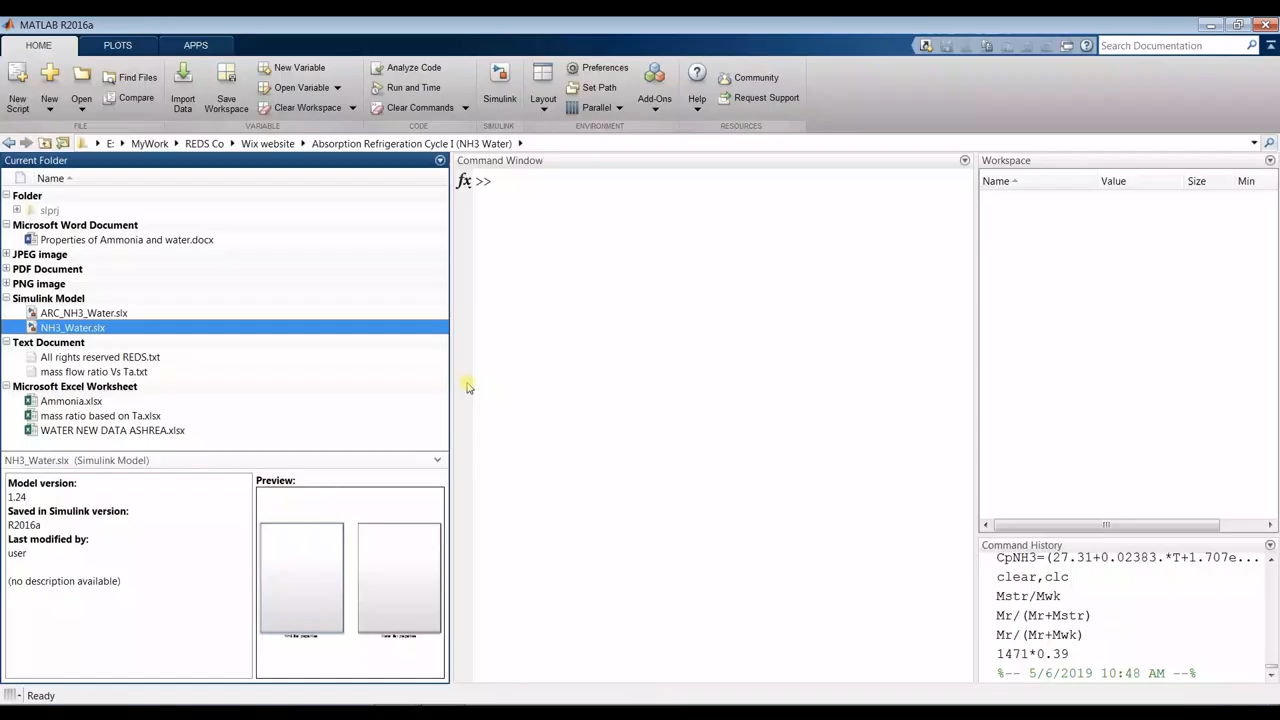 MATLAB R2016a
HOME
PLOTS
APPS
Search Documentation
New Script
New
Open
Find Files
Compare
Import Data
Save Workspace
New Variable
Open Variable
Clear Workspace
Analyze Code
Run and Time
Clear Commands
Simulink
Layout
Preferences
Set Path
Parallel
Add-Ons
Help
Community
Request Support
FILE
VARIABLE
CODE
SIMULINK
ENVIRONMENT
RESOURCES
E: MyWork REDS Co Wix website Absorption Refrigeration Cycle I (NH3 Water)
Current Folder
Name
Folder
slprj
Microsoft Word Document
Properties of Ammonia and water.docx
JPEG image
PDF Document
PNG image
Simulink Model
ARC_NH3_Water.slx
NH3_Water.slx
Text Document
All rights reserved REDS.txt
mass flow ratio Vs Ta.txt
Microsoft Excel Worksheet
Ammonia.xlsx
mass ratio based on Ta.xlsx
WATER NEW DATA ASHREA.xlsx
NH3_Water.slx (Simulink Model)
Model version:
1.24
Saved in Simulink version:
R2016a
Last modified by:
user
(no description available)
Preview:
Command Window
fx >>
Workspace
Name Value Size Min
Command History
CpNH3=(27.31+0.02383.*T+1.707e...
clear,clc
Mstr/Mwk
Mr/(Mr+Mstr)
Mr/(Mr+Mwk)
1471*0.39
%-- 5/6/2019 10:48 AM --%
Ready